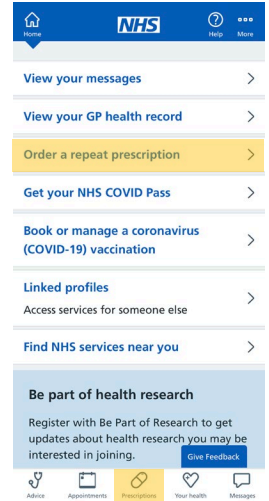 Home
NHS
Help
More
View your messages
View your GP health record
Order a repeat prescription
Get your NHS COVID Pass
Book or manage a coronavirus
(COVID-19) vaccination
Linked profiles
Access services for someone else
Find NHS services near you
Be part of health research
Register with Be Part of Research to get
updates about health research you may be
interested in joining.
Give Feedback
Advice
Appointments
Prescriptions
Your health
Messages